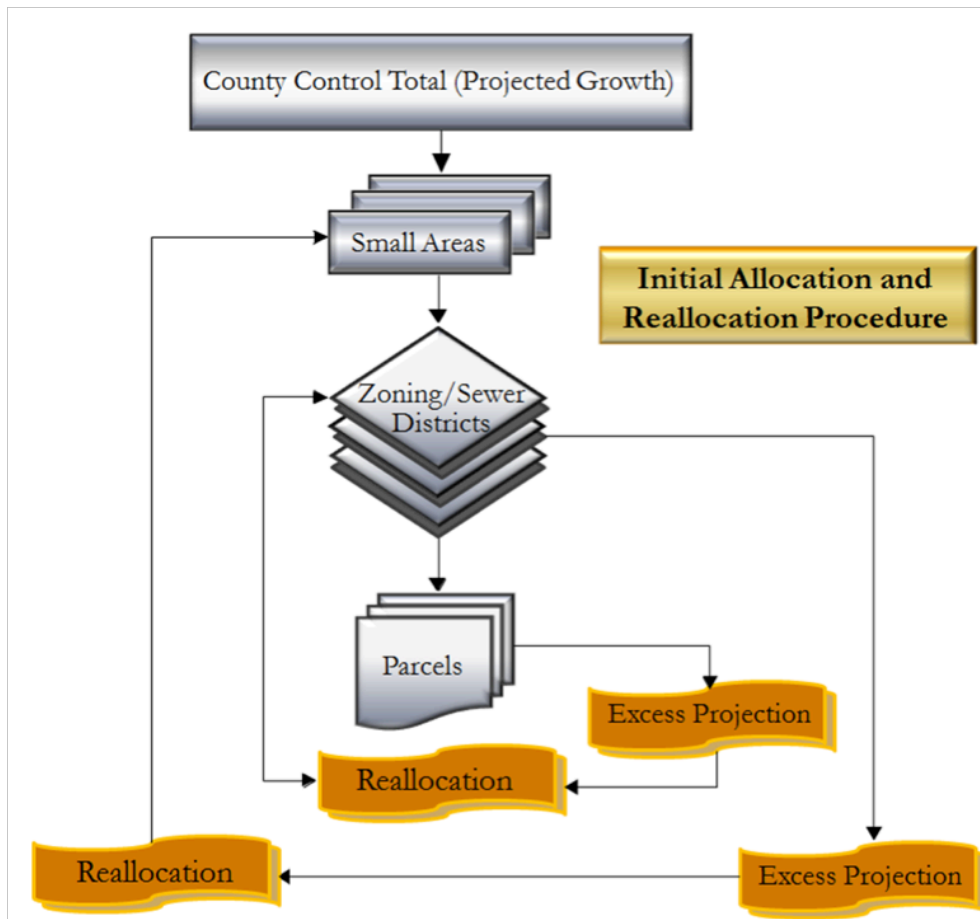 County Control Total (Projected Growth)
Small Areas
Initial Allocation and
Reallocation Procedure
Zoning/Sewer
Districts
Parcels
Excess Projection
Reallocation
Reallocation
Excess Projection